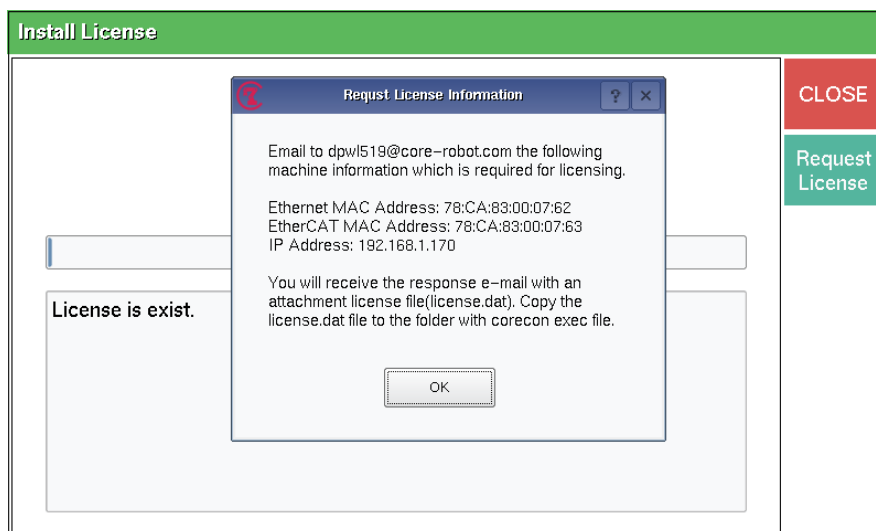 Install License
Requst License Information
? ×
CLOSE
Request
License
Email to dpwl519@core-robot.com the following
machine information which is required for licensing.
Ethernet MAC Address: 78:CA:83:00:07:62
EtherCAT MAC Address: 78:CA:83:00:07:63
IP Address: 192.168.1.170
You will receive the response e-mail with an
attachment license file(license.dat). Copy the
license.dat file to the folder with corecon exec file.
OK
License is exist.